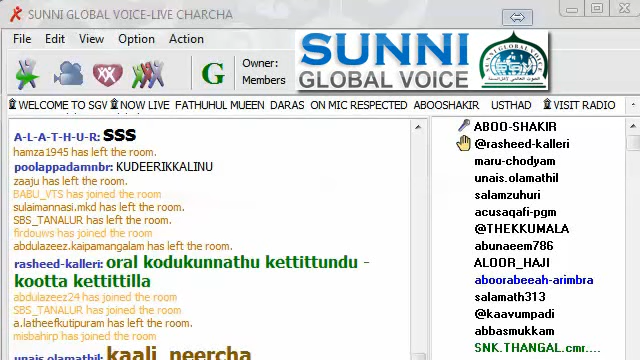 SUNNI GLOBAL VOICE-LIVE CHARCHA
File Edit View Option Action
SUNNI
GLOBAL VOICE
G
Owner:
Members
WELCOME TO SGV NOW LIVE FATHUHUL MUEEN DARAS ON MIC RESPECTED ABOOSHAKIR USTHAD VISIT RADIO
A-L-A-T-H-U-R: SSS
hamza1945 has left the room.
poolappadamnbr: KUDEERIKKALINU
zaaju has left the room.
BABU_VTS has joined the room
sulaimannasi.mkd has left the room.
SBS_TANALUR has left the room.
firdouws has joined the room
abdulazeez.kaipamangalam has left the room.
rasheed-kalleri: oral kodukunnathu kettittundu -
kootta kettittilla
abdulazeez24 has joined the room
SBS_TANALUR has joined the room
a.latheefkutipuram has left the room.
misbahirp has joined the room
unais.olamathil: kaali neercha
ABOO-SHAKIR
@rasheed-kalleri
maru-chodyam
unais.olamathil
salamzuhuri
acusaqafi-pgm
@THEKKUMALA
abunaeem786
ALOOR_HAJI
aboorabeeah-arimbra
salamath313
@kaavumpadi
abbasmukkam
SNK.THANGAL.cmr....